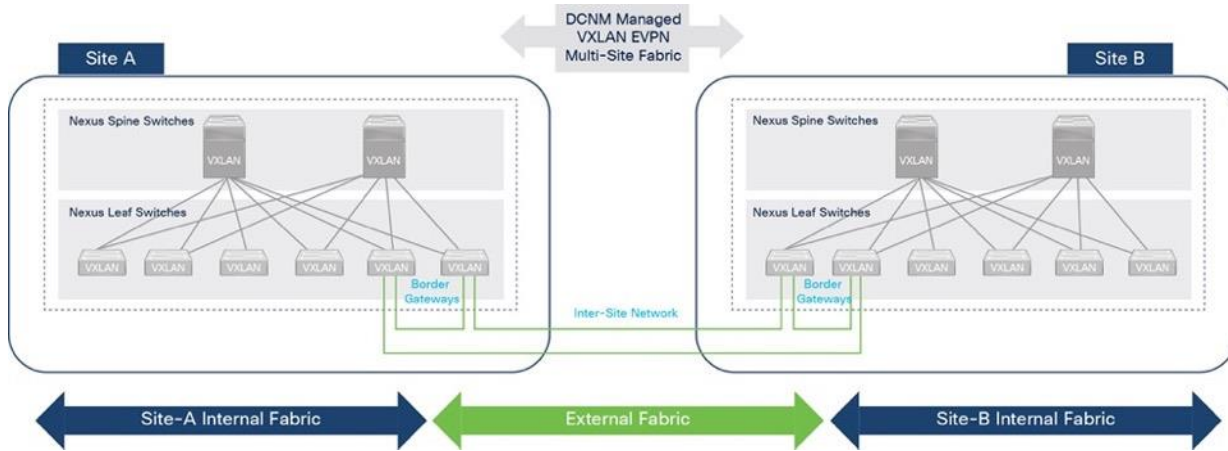 DCNM Managed
VXLAN EVPN
Multi-Site Fabric
Site A
Site B
Nexus Spine Switches
VXLAN
VXLAN
Nexus Leaf Switches
VXLAN
VXLAN
VXLAN
VXLAN
VXLAN
VXLAN
Border
Gateways
Nexus Spine Switches
VXLAN
VXLAN
Nexus Leaf Switches
VXLAN
VXLAN
VXLAN
VXLAN
VXLAN
VXLAN
Border
Gateways
Inter-Site Network
Site-A Internal Fabric
External Fabric
Site-B Internal Fabric